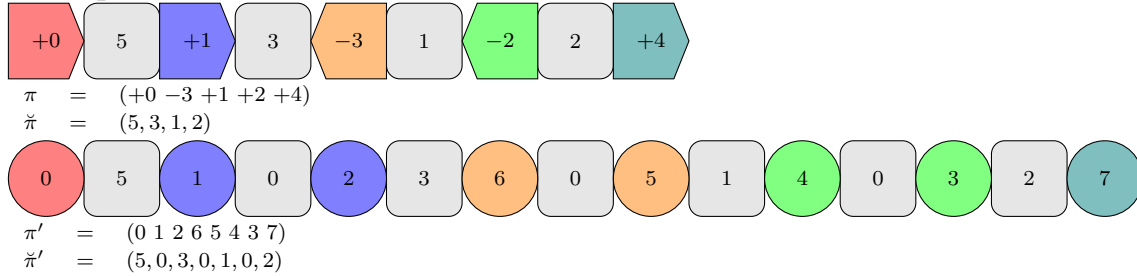 +0 5 +1 3 −3 1 −2 2 +4
π = (+0 −3 +1 +2 +4)
π̆ = (5, 3, 1, 2)
0 5 1 0 2 3 6 0 5 1 4 0 3 2 7
π′ = (0 1 2 6 5 4 3 7)
π̆′ = (5, 0, 3, 0, 1, 0, 2)